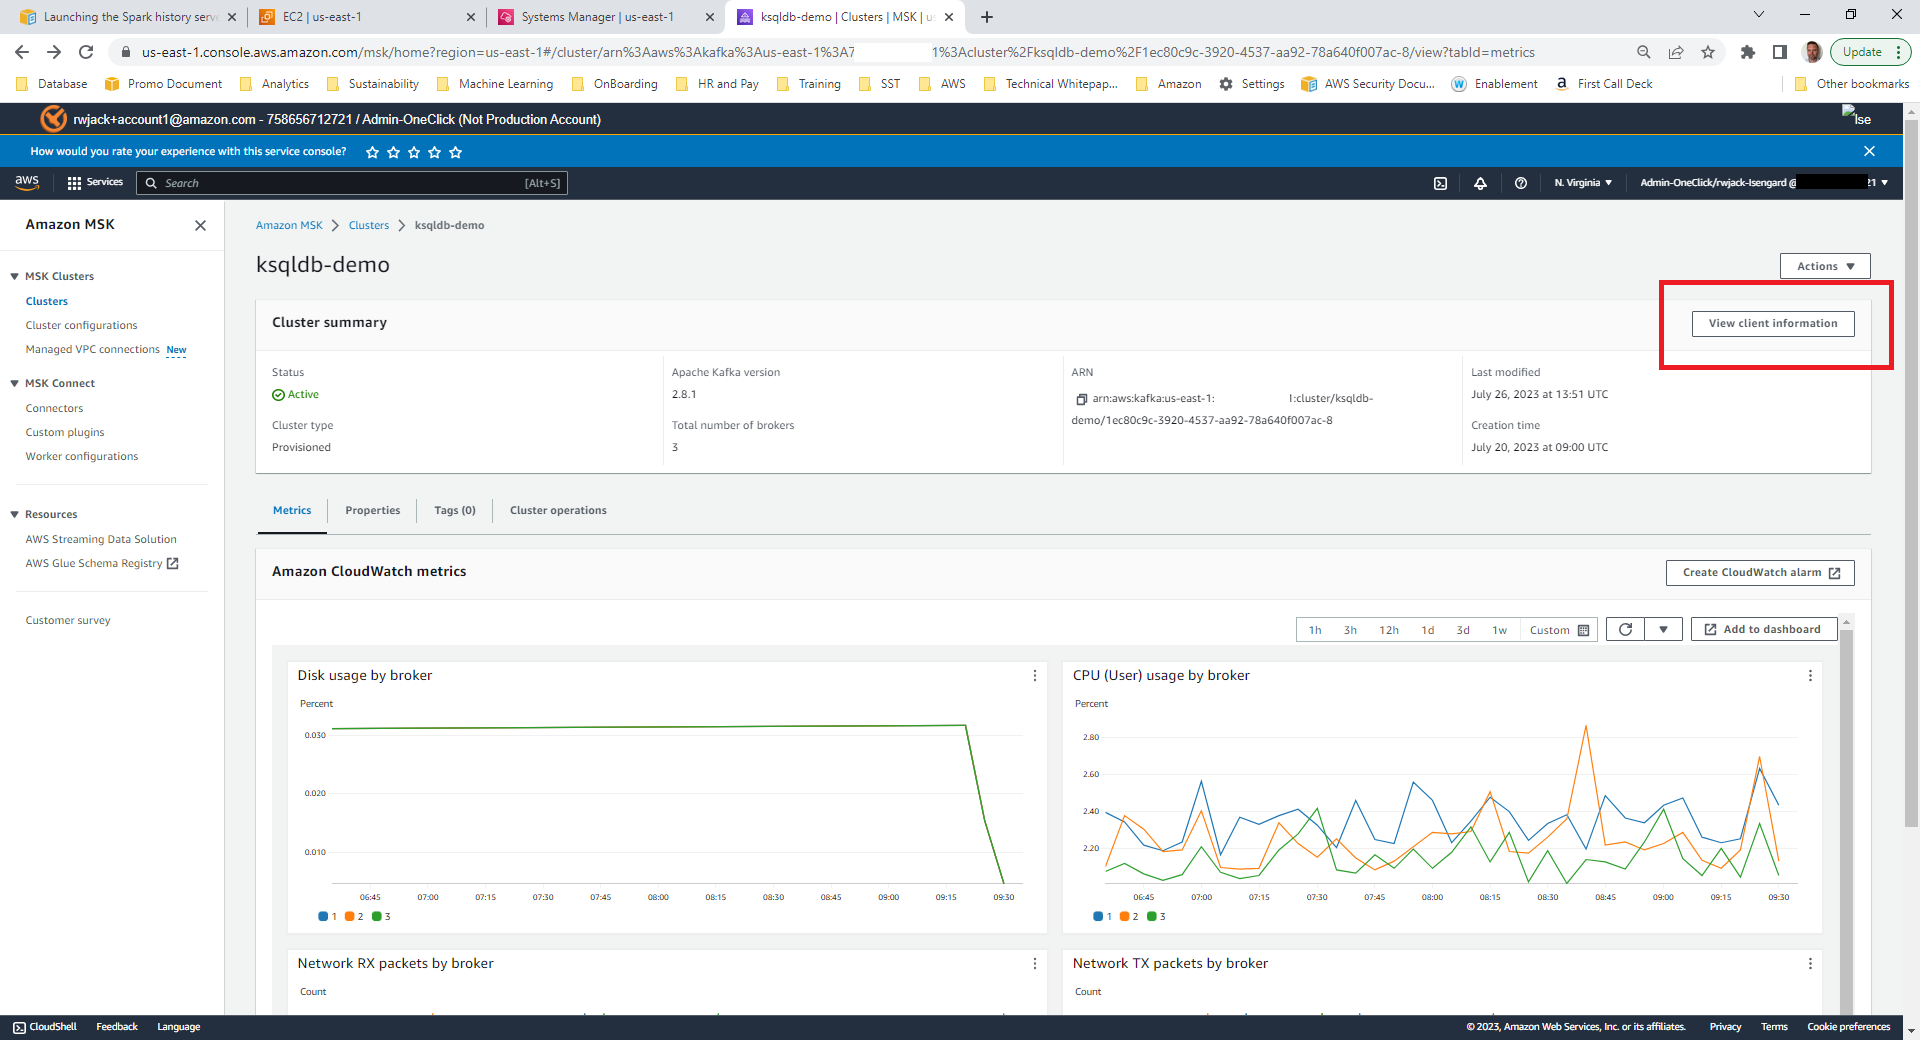 Launching the Spark history serve
EC2 | us-east-1
Systems Manager | us-east-1
ksqldb-demo | Clusters | MSK | us
us-east-1.console.aws.amazon.com/msk/home?region=us-east-1#/cluster/arn%3Aaws%3Akafka%3Aus-east-1%3A7 1%3Acluster%2Fksqldb-demo%2F1ec80c9c-3920-4537-aa92-78a640f007ac-8/view?tabId=metrics
Update
Database Promo Document Analytics Sustainability Machine Learning OnBoarding HR and Pay Training SST AWS Technical Whitepap... Amazon Settings AWS Security Docu... Enablement First Call Deck Other bookmarks
rwjack+account1@amazon.com - 758656712721 / Admin-OneClick (Not Production Account)
Ise
How would you rate your experience with this service console?
aws Services Search [Alt+S] N. Virginia Admin-OneClick/rwjack-Isengard @ 21
Amazon MSK
MSK Clusters
Clusters
Cluster configurations
Managed VPC connections New
MSK Connect
Connectors
Custom plugins
Worker configurations
Resources
AWS Streaming Data Solution
AWS Glue Schema Registry
Customer survey
Amazon MSK Clusters ksqldb-demo
ksqldb-demo
Actions
Cluster summary
View client information
Status
Active
Cluster type
Provisioned
Apache Kafka version
2.8.1
Total number of brokers
3
ARN
arn:aws:kafka:us-east-1: l:cluster/ksqldb-
demo/1ec80c9c-3920-4537-aa92-78a640f007ac-8
Last modified
July 26, 2023 at 13:51 UTC
Creation time
July 20, 2023 at 09:00 UTC
Metrics Properties Tags (0) Cluster operations
Amazon CloudWatch metrics
Create CloudWatch alarm
1h 3h 12h 1d 3d 1w Custom Add to dashboard
Disk usage by broker
Percent
0.030
0.020
0.010
06:45 07:00 07:15 07:30 07:45 08:00 08:15 08:30 08:45 09:00 09:15 09:30
1 2 3
CPU (User) usage by broker
Percent
2.80
2.60
2.40
2.20
06:45 07:00 07:15 07:30 07:45 08:00 08:15 08:30 08:45 09:00 09:15 09:30
1 2 3
Network RX packets by broker
Count
Network TX packets by broker
Count
CloudShell Feedback Language © 2023, Amazon Web Services, Inc. or its affiliates. Privacy Terms Cookie preferences